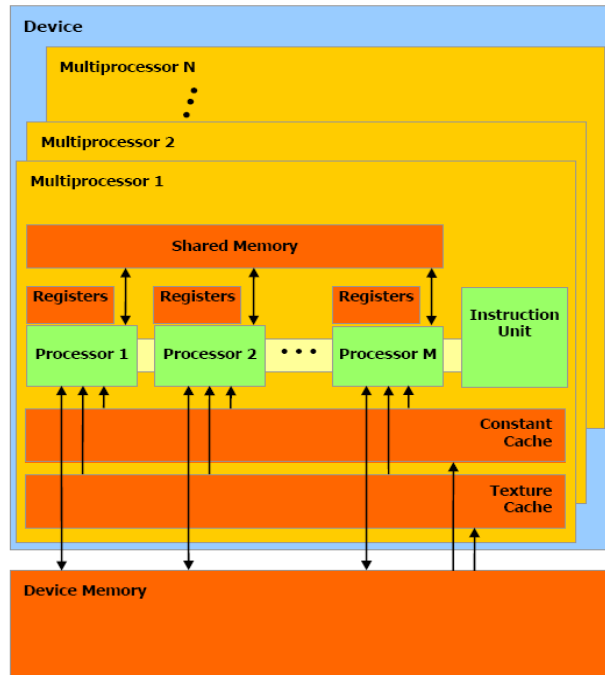 Device
Multiprocessor N
Multiprocessor 2
Multiprocessor 1
Shared Memory
Registers
Registers
Registers
Instruction
Unit
Processor 1
Processor 2
Processor M
Constant
Cache
Texture
Cache
Device Memory